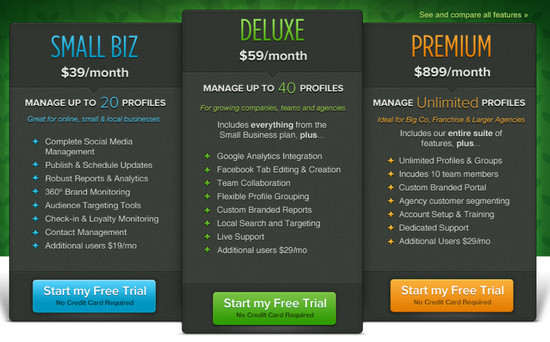 See and compare all features »
SMALL BIZ
$39/month
MANAGE UP TO 20 PROFILES
Great for online, small & local businesses
Complete Social Media
Management
Publish & Schedule Updates
Robust Reports & Analytics
360º Brand Monitoring
Audience Targeting Tools
Check-in & Loyalty Monitoring
Contact Management
Additional users $19/mo
Start my Free Trial
No Credit Card Required
DELUXE
$59/month
MANAGE UP TO 40 PROFILES
For growing companies, teams and agencies
Includes everything from the
Small Business plan, plus...
Google Analytics Integration
Facebook Tab Editing & Creation
Team Collaboration
Flexible Profile Grouping
Custom Branded Reports
Local Search and Targeting
Live Support
Additional users $29/mo
Start my Free Trial
No Credit Card Required
PREMIUM
$899/month
MANAGE Unlimited PROFILES
Ideal for Big Co, Franchise & Larger Agencies
Includes our entire suite of
features, plus...
Unlimited Profiles & Groups
Incudes 10 team members
Custom Branded Portal
Agency customer segmenting
Account Setup & Training
Dedicated Support
Additional Users $29/mo
Start my Free Trial
No Credit Card Required